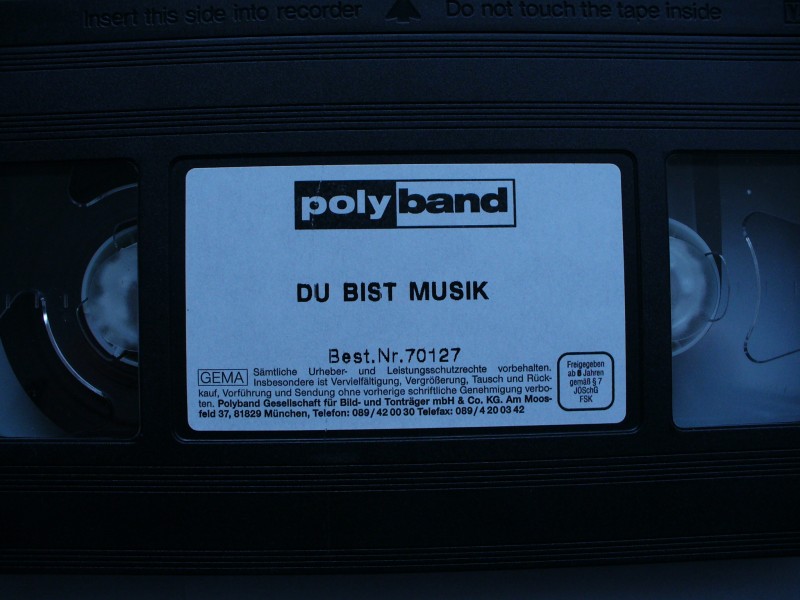 Insert this side into recorder
Do not touch the tape inside
polyband
DU BIST MUSIK
Best.Nr.70127
GEMA Sämtliche Urheber- und Leistungsschutzrechte vorbehalten.
Insbesondere ist Vervielfältigung, Vergrößerung, Tausch und Rück-
kauf, Vorführung und Sendung ohne vorherige schriftliche Genehmigung verbo-
ten. Polyband Gesellschaft für Bild- und Tonträger mbH & Co. KG. Am Moos-
feld 37, 81829 München, Telefon: 089/42 00 30 Telefax: 089/4 20 03 42
Freigegeben
ab 6 Jahren
gemäß § 7
JÖSchG
FSK